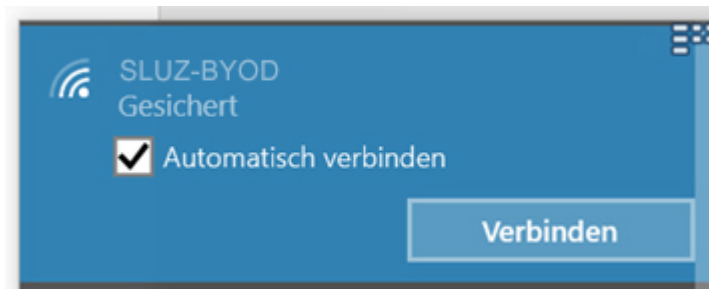 SLUZ-BYOD
Gesichert
Automatisch verbinden
Verbinden